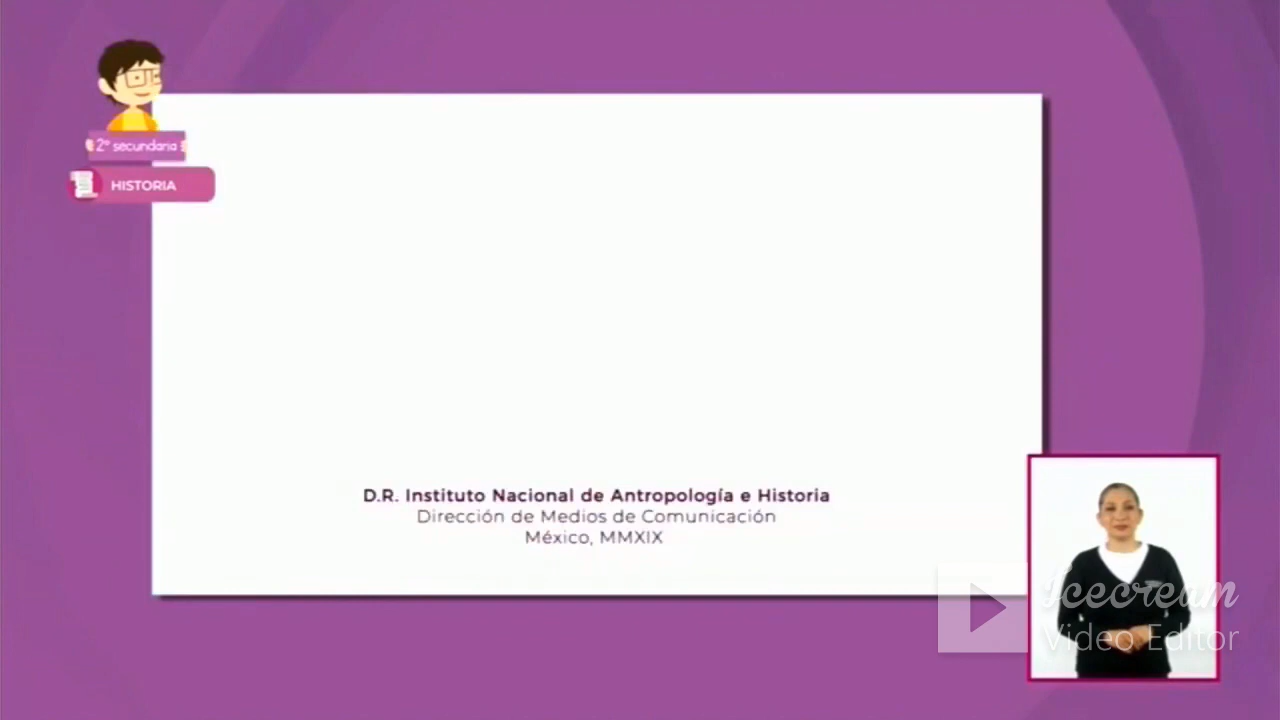 2° secundaria
HISTORIA
D.R. Instituto Nacional de Antropología e Historia
Dirección de Medios de Comunicación
México, MMXIX
Icecream
Video Editor